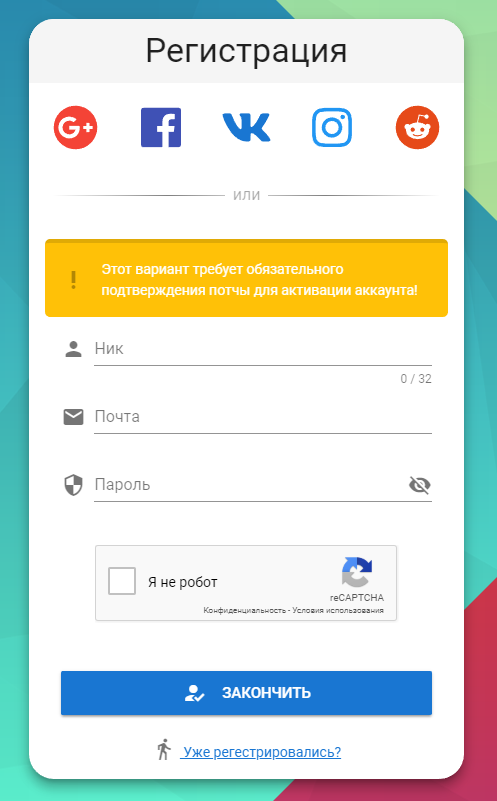 Регистрация
ИЛИ
Этот вариант требует обязательного
подтверждения потчы для активации аккаунта!
Ник
0 / 32
Почта
Пароль
Я не робот
reCAPTCHA
Конфиденциальность - Условия использования
ЗАКОНЧИТЬ
Уже регестрировались?